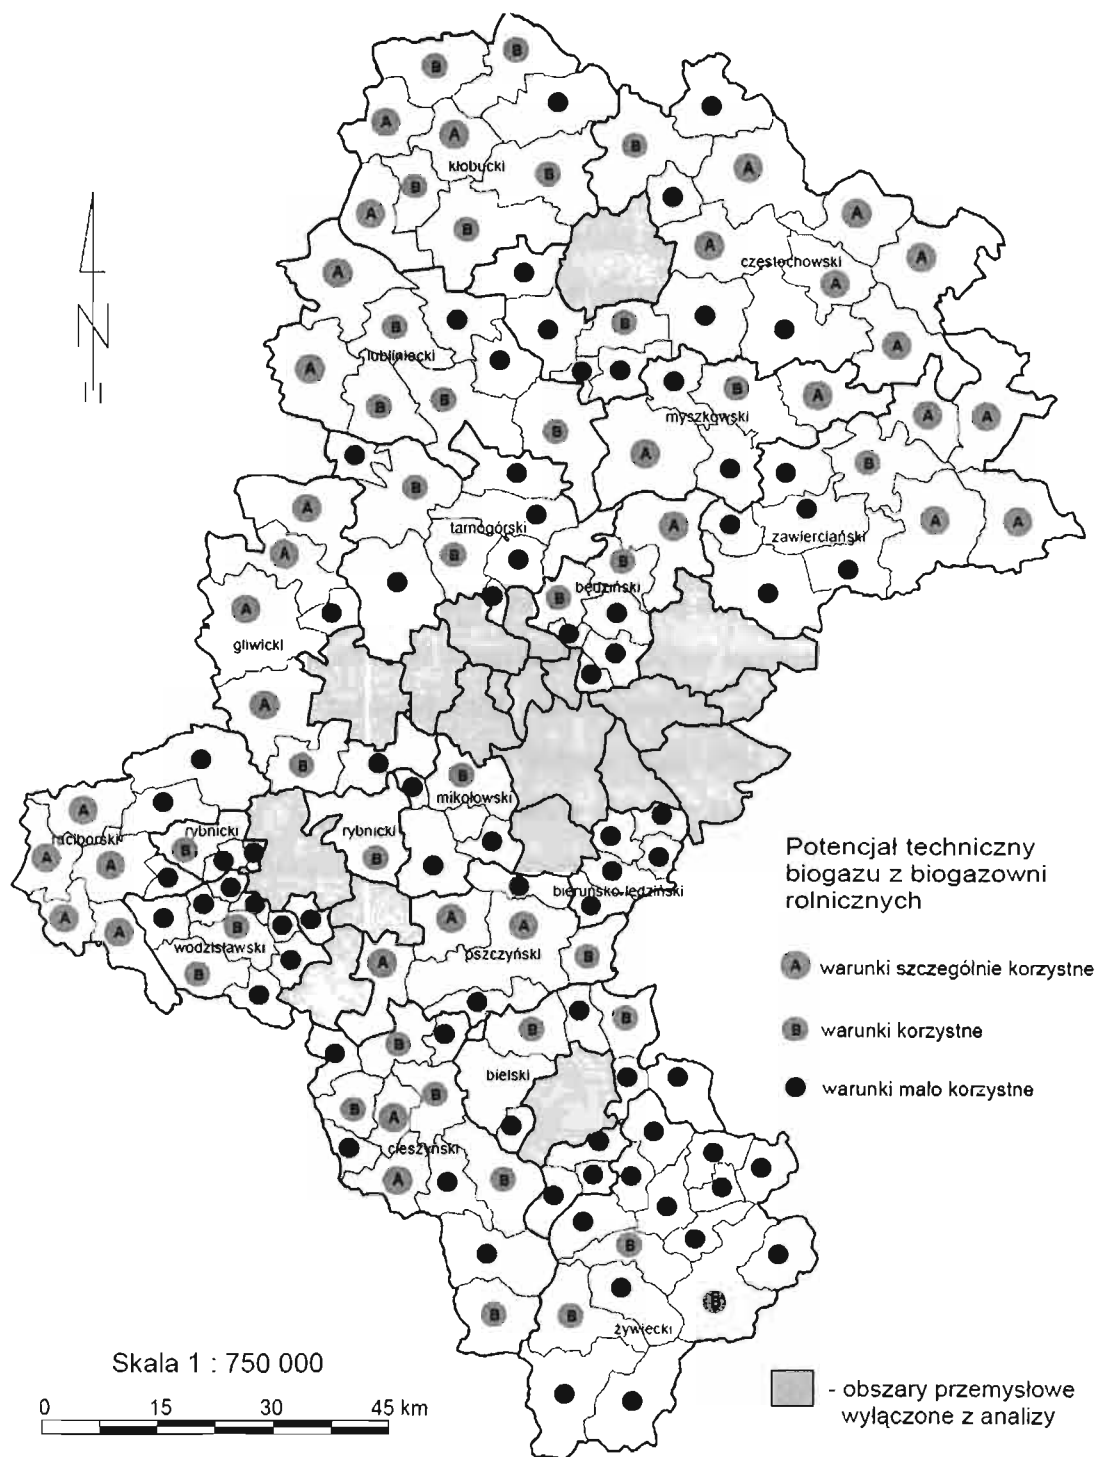 B
B
A
A
kłobucki
B
B
A
B
B
A
A
A
A
A
częstochowski
A
A
B
B
lubliniecki
A
A
B
B
myszkowski
B
A
A
A
B
A
B
B
A
tarnogórski
B
A
A
A
zawierciański
A
B
będziński
B
A
A
gliwicki
A
B
B
mikołowski
A
raciborski
A
A
rybnicki
B
rybnicki
B
bieruńsko-lędziński
A
A
wodzisławski
B
B
A
A
pszczyński
A
B
B
B
B
bielski
B
B
A
cieszyński
A
B
B
B
B
B
żywiecki
N
Potencjał techniczny
biogazu z biogazowni
rolniczych
A warunki szczególnie korzystne
B warunki korzystne
warunki mało korzystne
Skala 1 : 750 000
0 15 30 45 km
- obszary przemysłowe
wyłączone z analizy